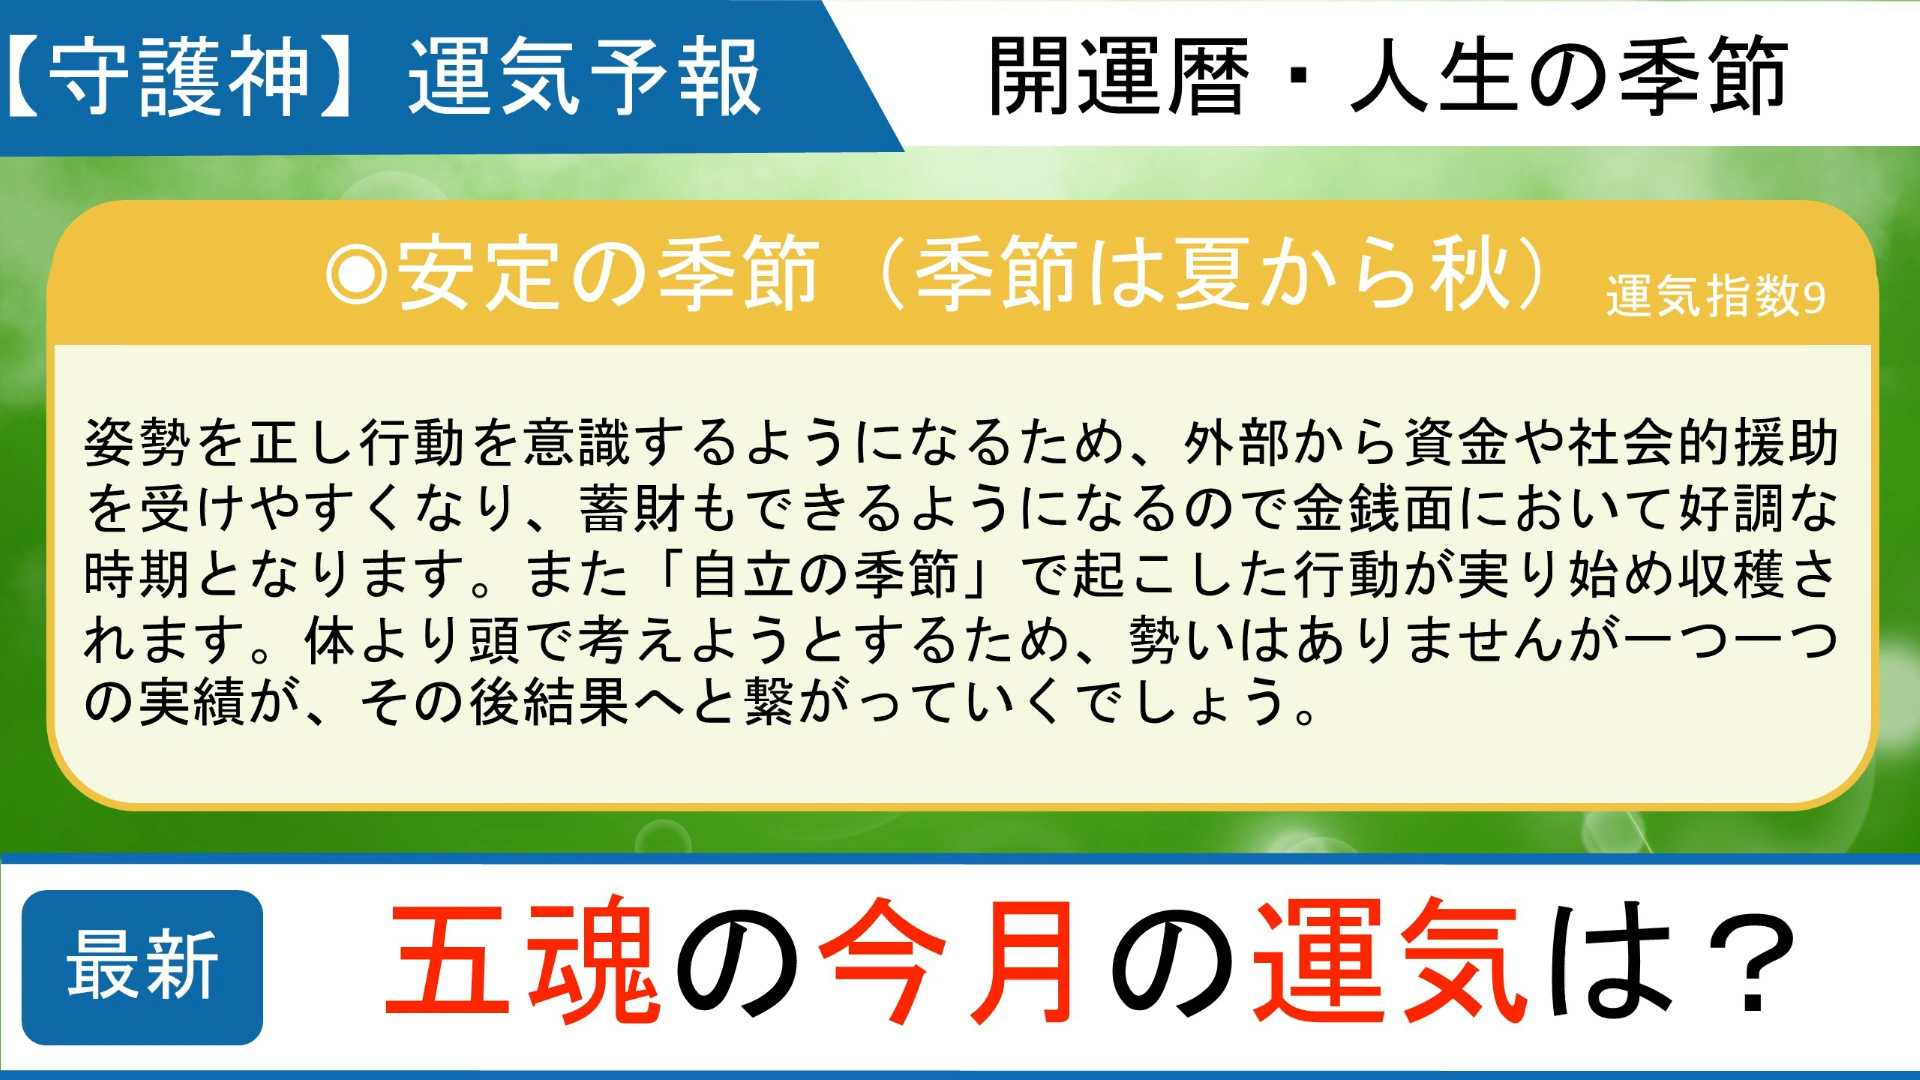 【守護神】運気予報
開運暦・人生の季節
◉安定の季節（季節は夏から秋）
運気指数9
姿勢を正し行動を意識するようになるため、外部から資金や社会的援助
を受けやすくなり、蓄財もできるようになるので金銭面において好調な
時期となります。また「自立の季節」で起こした行動が実り始め収穫さ
れます。体より頭で考えようとするため、勢いはありませんが一つ一つ
の実績が、その後結果へと繋がっていくでしょう。
最新
五魂の今月の運気は？